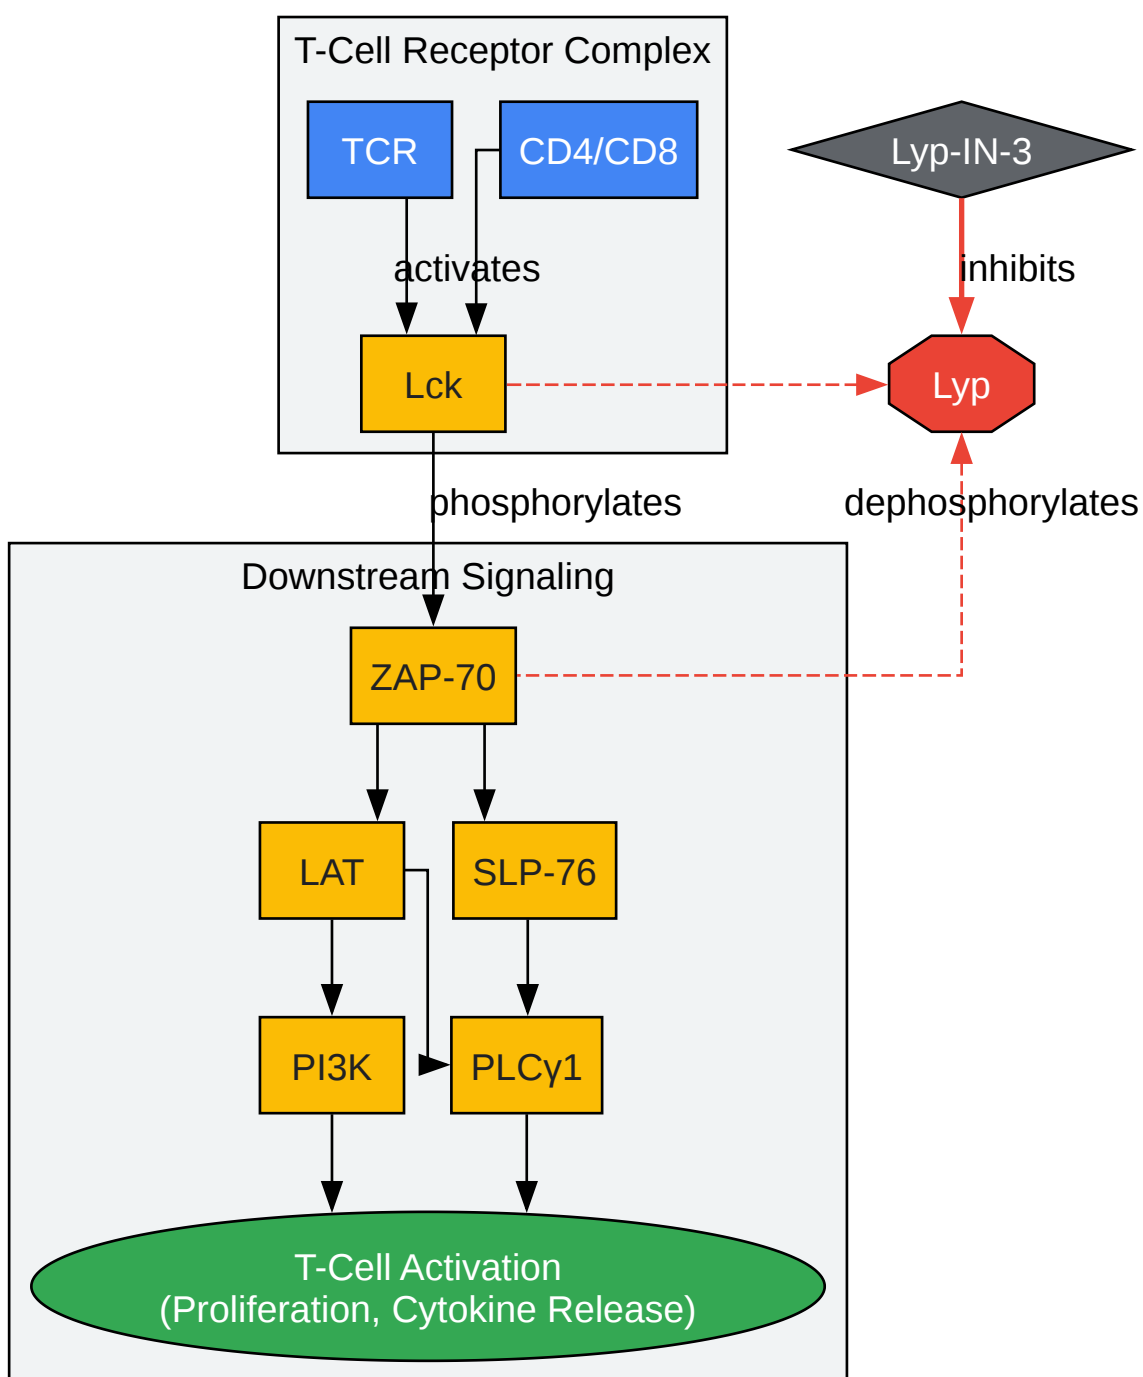 T-Cell Receptor Complex
TCR
CD4/CD8
Lyp-IN-3
activates
inhibits
Lck
Lyp
phosphorylates
dephosphorylates
Downstream Signaling
ZAP-70
LAT
SLP-76
PI3K
PLCγ1
T-Cell Activation
(Proliferation, Cytokine Release)